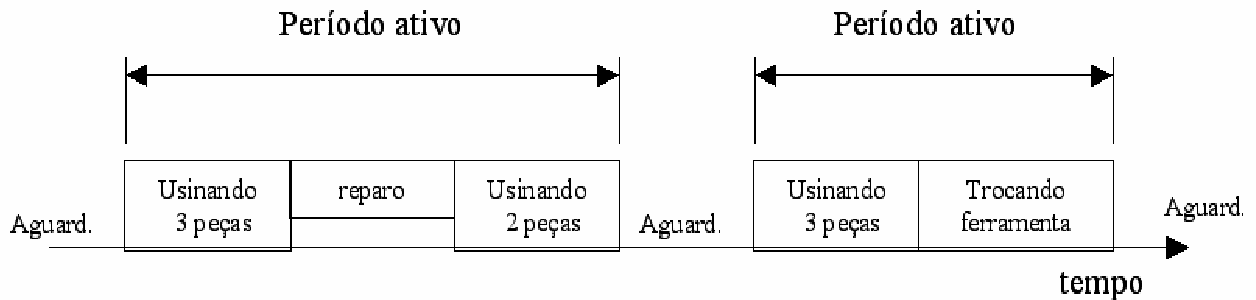 Período ativo
Período ativo
Aguard.
Usinando
3 peças
reparo
Usinando
2 peças
Aguard.
Usinando
3 peças
Trocando
ferramenta
Aguard.
tempo